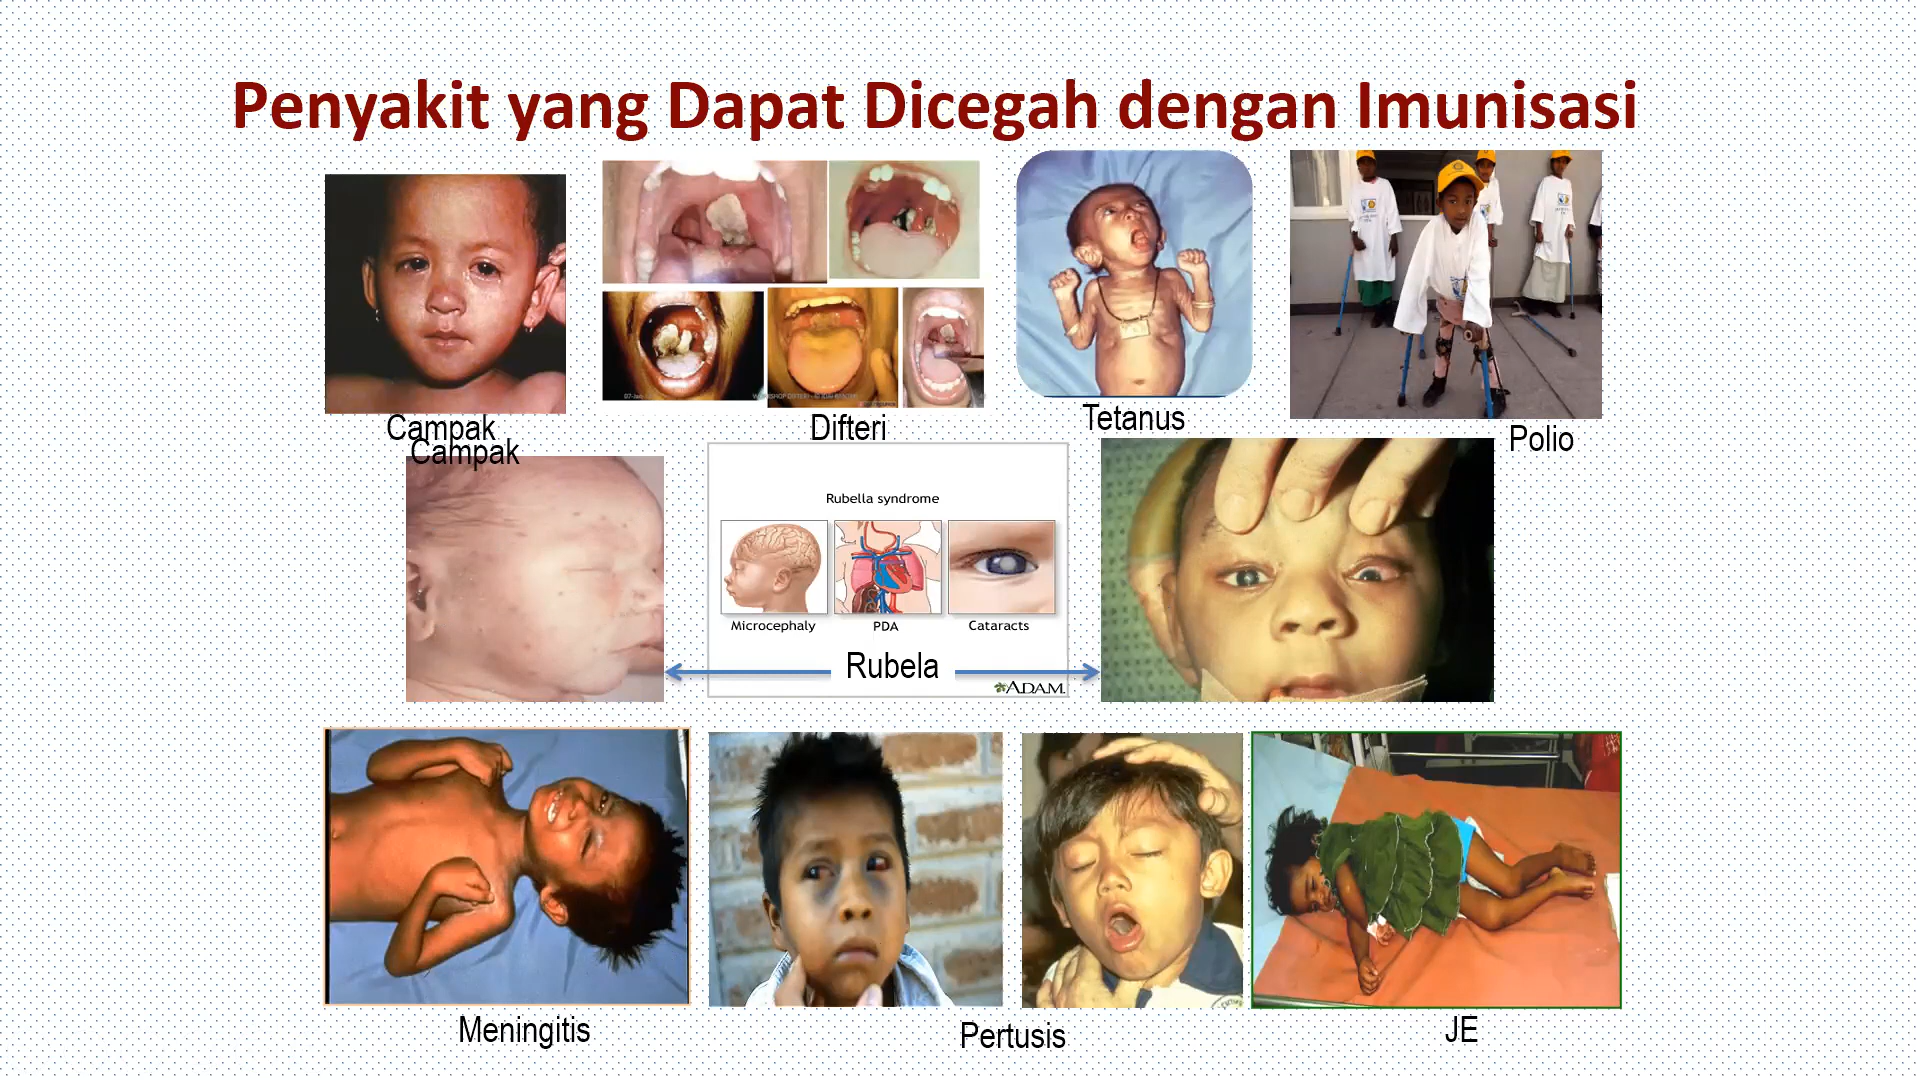 Penyakit yang Dapat Dicegah dengan Imunisasi
Campak
Difteri
Tetanus
Polio
Campak
Rubella syndrome
Microcephaly
PDA
Cataracts
Rubela
ADAM.
Meningitis
Pertusis
JE